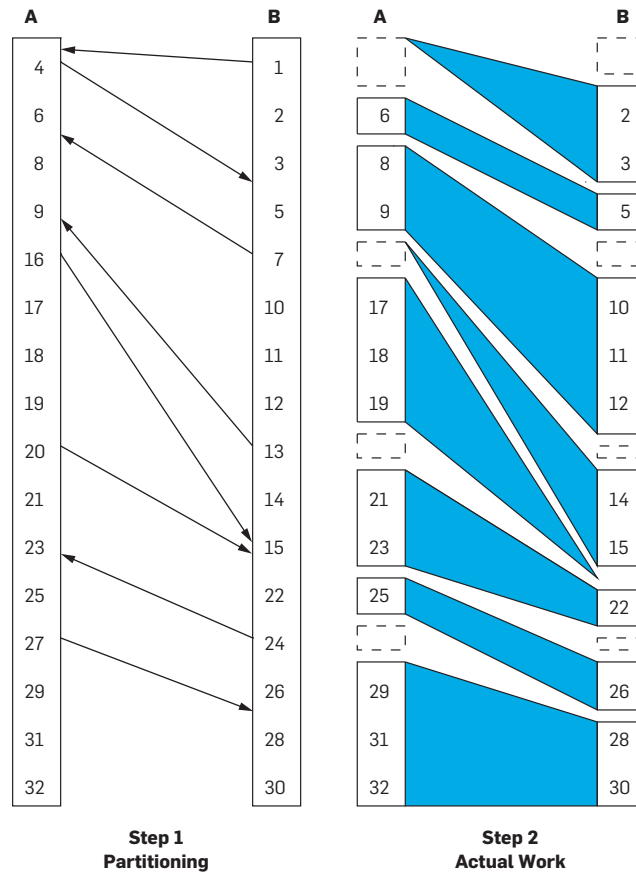 A B A B
4 1
6 2 6 2
8 3 8 3
9 5 9 5
16 7
17 10 17 10
18 11 18 11
19 12 19 12
20 13
21 14 21 14
23 15 23 15
25 22 25 22
27 24
29 26 29 26
31 28 31 28
32 30 32 30
Step 1
Partitioning
Step 2
Actual Work